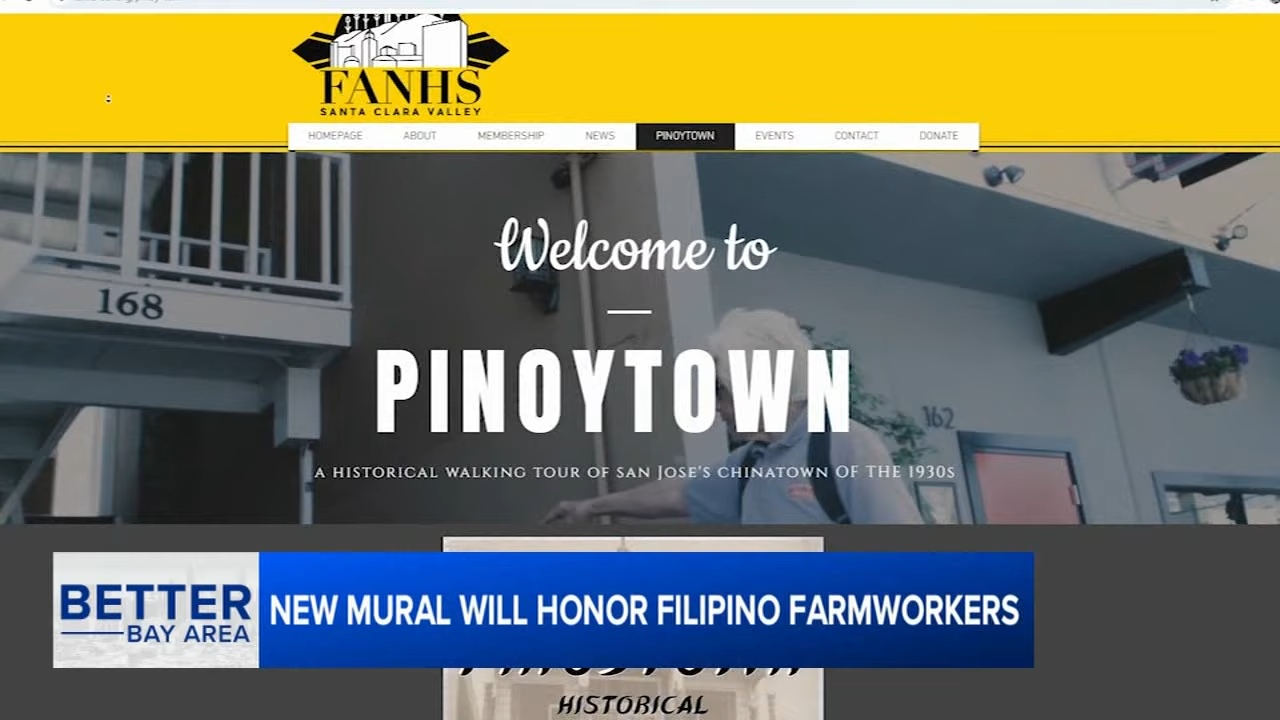 FANHS
SANTA CLARA VALLEY
HOMEPAGE ABOUT MEMBERSHIP NEWS PINOYTOWN EVENTS CONTACT DONATE
168
Welcome to
PINOYTOWN
162
A HISTORICAL WALKING TOUR OF SAN JOSE'S CHINATOWN OF THE 1930s
BETTER
BAY AREA
NEW MURAL WILL HONOR FILIPINO FARMWORKERS
HISTORICAL